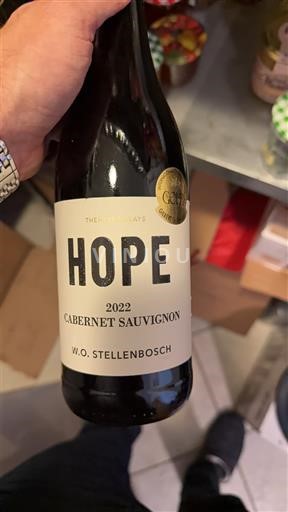 HOPE
2022
CABERNET SAUVIGNON
W.O. STELLENBOSCH